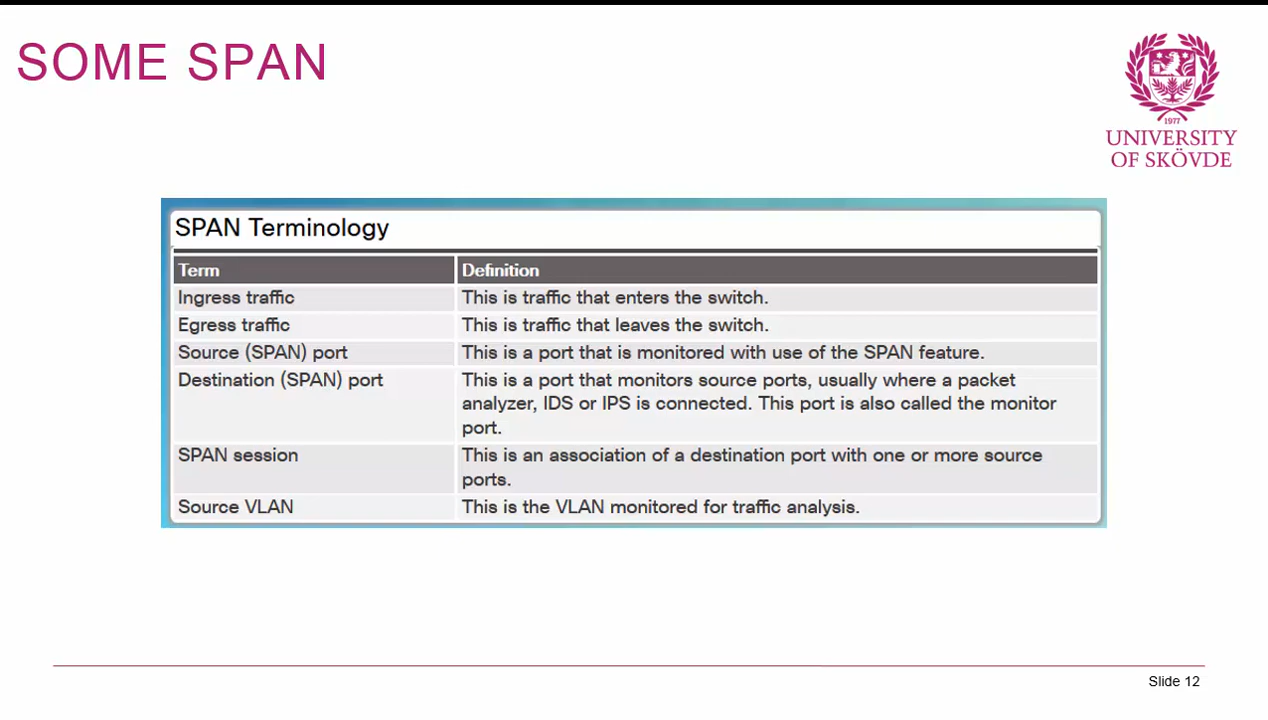 SOME SPAN
1977
UNIVERSITY
OF SKÖVDE
SPAN Terminology
Term Definition
Ingress traffic This is traffic that enters the switch.
Egress traffic This is traffic that leaves the switch.
Source (SPAN) port This is a port that is monitored with use of the SPAN feature.
Destination (SPAN) port This is a port that monitors source ports, usually where a packet
analyzer, IDS or IPS is connected. This port is also called the monitor
port.
SPAN session This is an association of a destination port with one or more source
ports.
Source VLAN This is the VLAN monitored for traffic analysis.
Slide 12